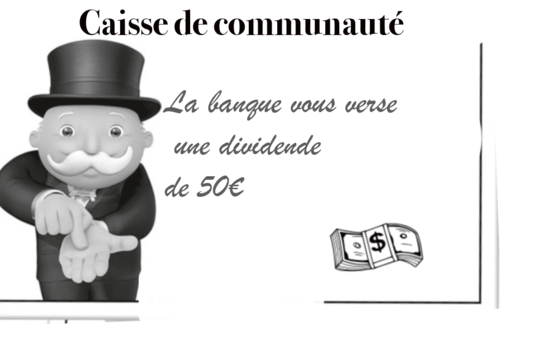 Caisse de communauté
La banque vous verse
une dividende
de 50€
$